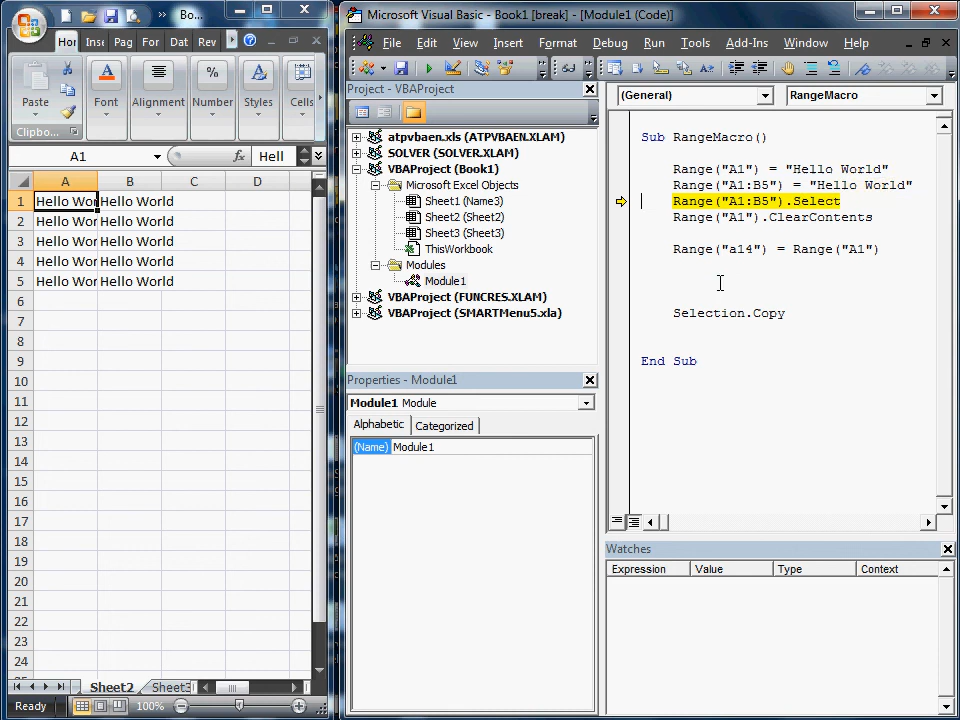 Bo...
Hor
Ins
Pag
For
Dat
Rev
Paste
Font
Alignment
Number
Styles
Cells
Clipbo...
A1
fx
Hell
A
B
C
D
1 Hello Wor Hello World
2 Hello Wor Hello World
3 Hello Wor Hello World
4 Hello Wor Hello World
5 Hello Wor Hello World
6
7
8
9
10
11
12
13
14
15
16
17
18
19
20
21
22
23
24
Sheet2
Sheet3
Ready
100%
Microsoft Visual Basic - Book1 [break] - [Module1 (Code)]
File Edit View Insert Format Debug Run Tools Add-Ins Window Help
Project - VBAProject
atpvbaen.xls (ATPVBAEN.XLAM)
SOLVER (SOLVER.XLAM)
VBAProject (Book1)
Microsoft Excel Objects
Sheet1 (Name3)
Sheet2 (Sheet2)
Sheet3 (Sheet3)
ThisWorkbook
Modules
Module1
VBAProject (FUNCRES.XLAM)
VBAProject (SMARTMenu5.xla)
Properties - Module1
Module1 Module
Alphabetic
Categorized
(Name) Module1
(General)
RangeMacro
Sub RangeMacro()
Range("A1") = "Hello World"
Range("A1:B5") = "Hello World"
Range("A1:B5").Select
Range("A1").ClearContents
Range("a14") = Range("A1")
Selection.Copy
End Sub
Watches
Expression
Value
Type
Context